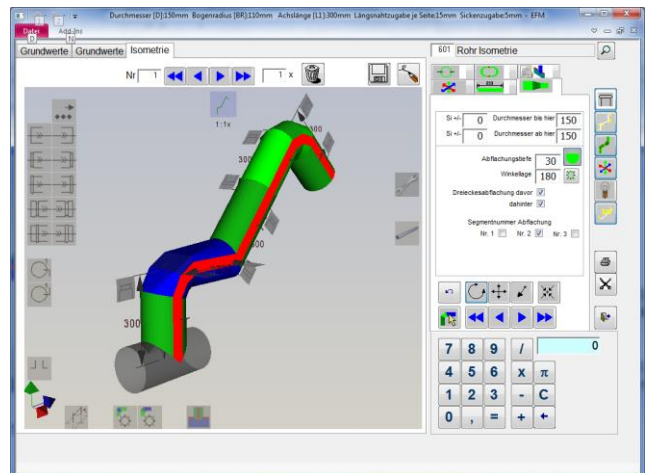 Durchmesser [D]:150mm Bogenradius [BR]:110mm Achslänge [L1]:300mm Längsnahtzugabe je Seite:15mm Sickenzugabe:5mm - EFM
Datei Add-Ins
Grundwerte Grundwerte Isometrie
601 Rohr Isometrie
Nr 1 1 x
1:1x
300
300
300
Si +/- 0 Durchmesser bis hier 150
Si +/- 0 Durchmesser ab hier 150
Abflachungstiefe 30
Winkellage 180
Dreiecksabflachung davor
dahinter
Segmentnummer Abflachung
Nr. 1 Nr. 2 Nr. 3
7 8 9 / 0
4 5 6 x π
1 2 3 - C
0 , = +